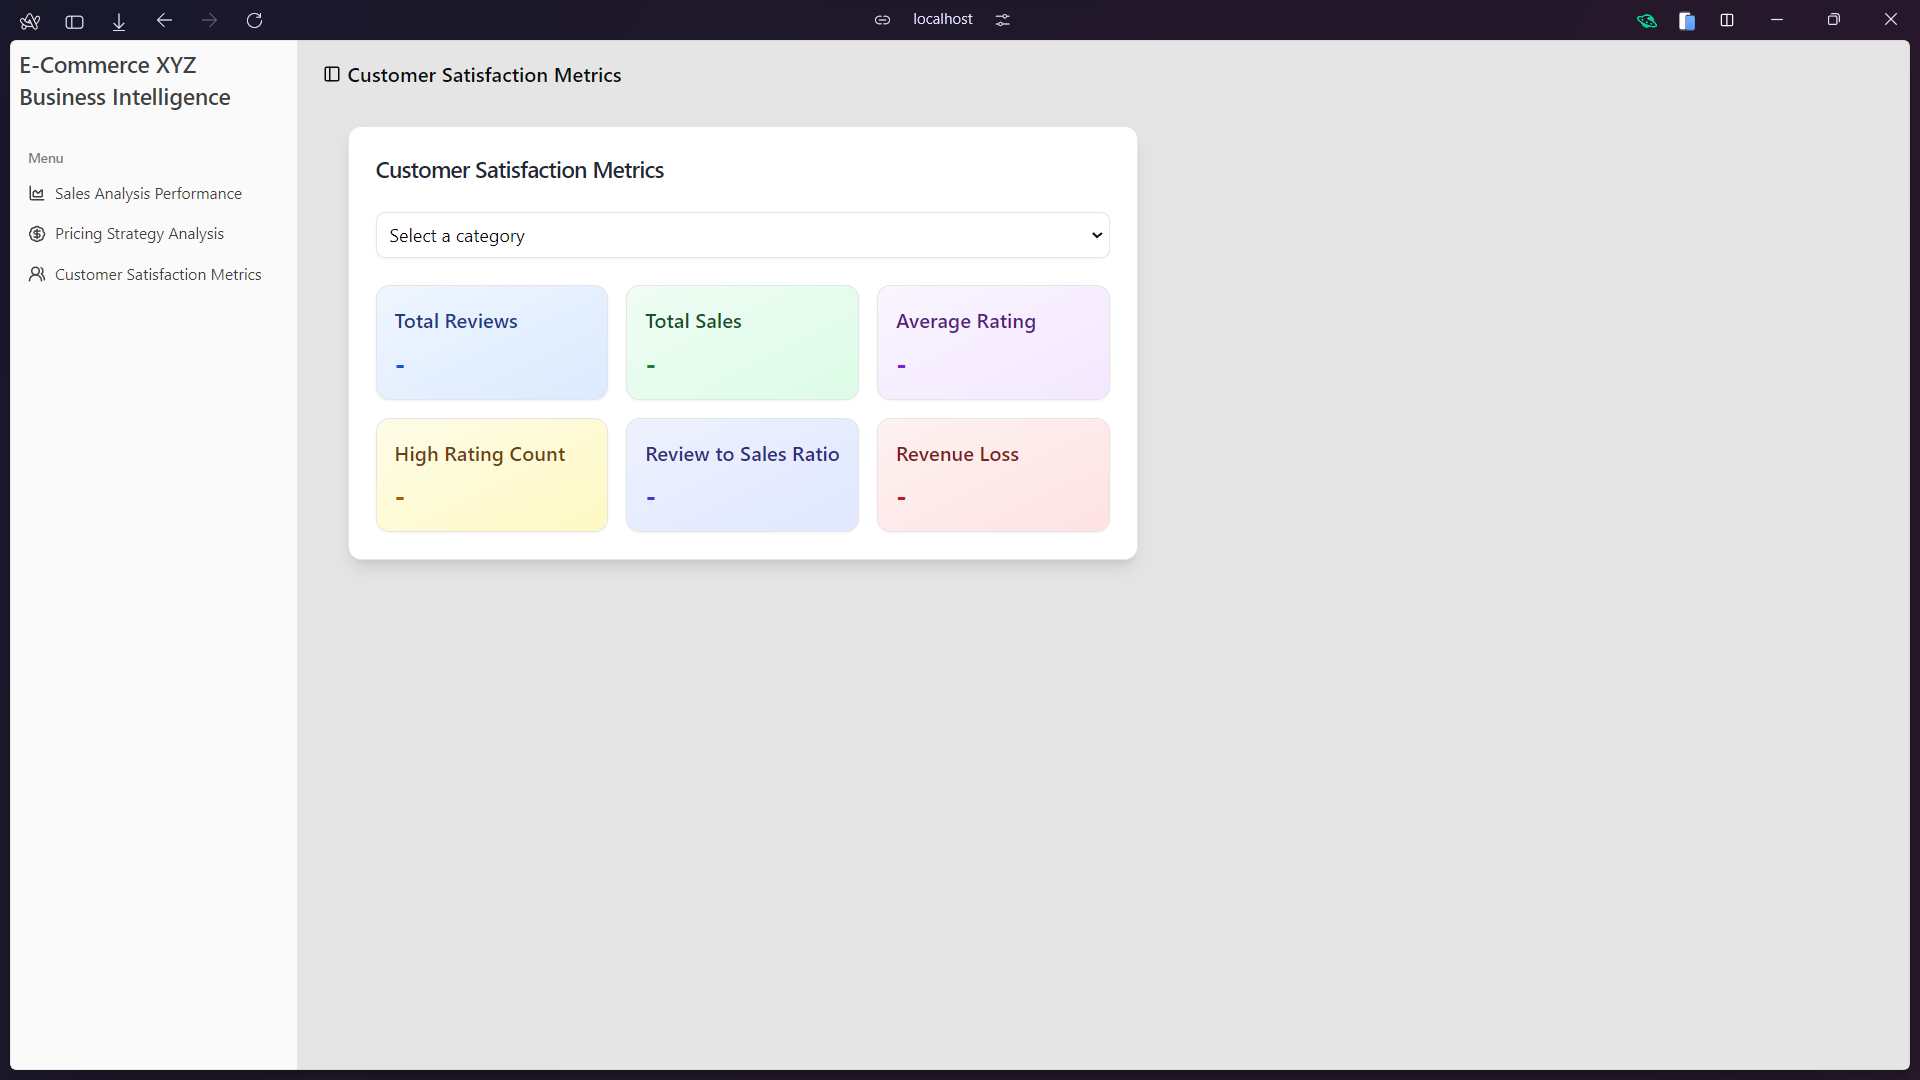 localhost
E-Commerce XYZ
Business Intelligence
Menu
Sales Analysis Performance
Pricing Strategy Analysis
Customer Satisfaction Metrics
Customer Satisfaction Metrics
Customer Satisfaction Metrics
Select a category
Total Reviews
-
Total Sales
-
Average Rating
-
High Rating Count
-
Review to Sales Ratio
-
Revenue Loss
-